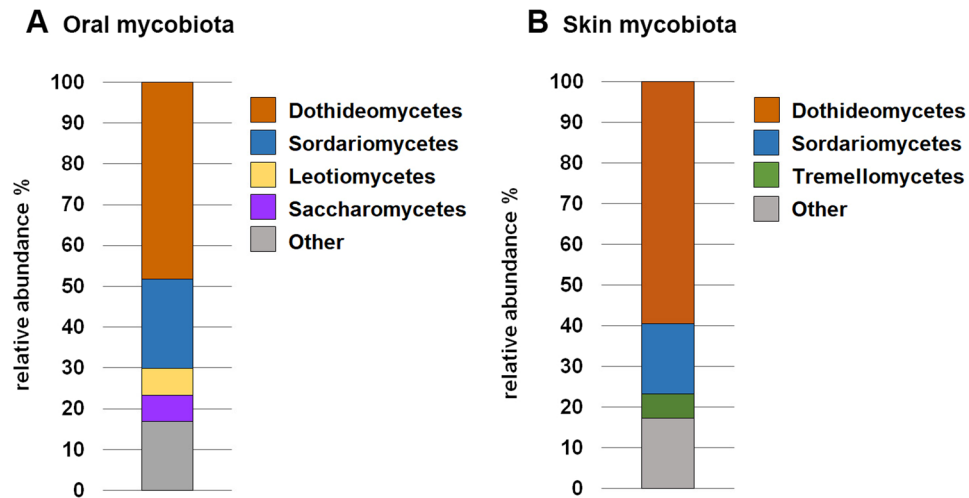 A Oral mycobiota
relative abundance %
100
90
80
70
60
50
40
30
20
10
0
Dothideomycetes
Sordariomycetes
Leotiomycetes
Saccharomycetes
Other
B Skin mycobiota
relative abundance %
100
90
80
70
60
50
40
30
20
10
0
Dothideomycetes
Sordariomycetes
Tremellomycetes
Other